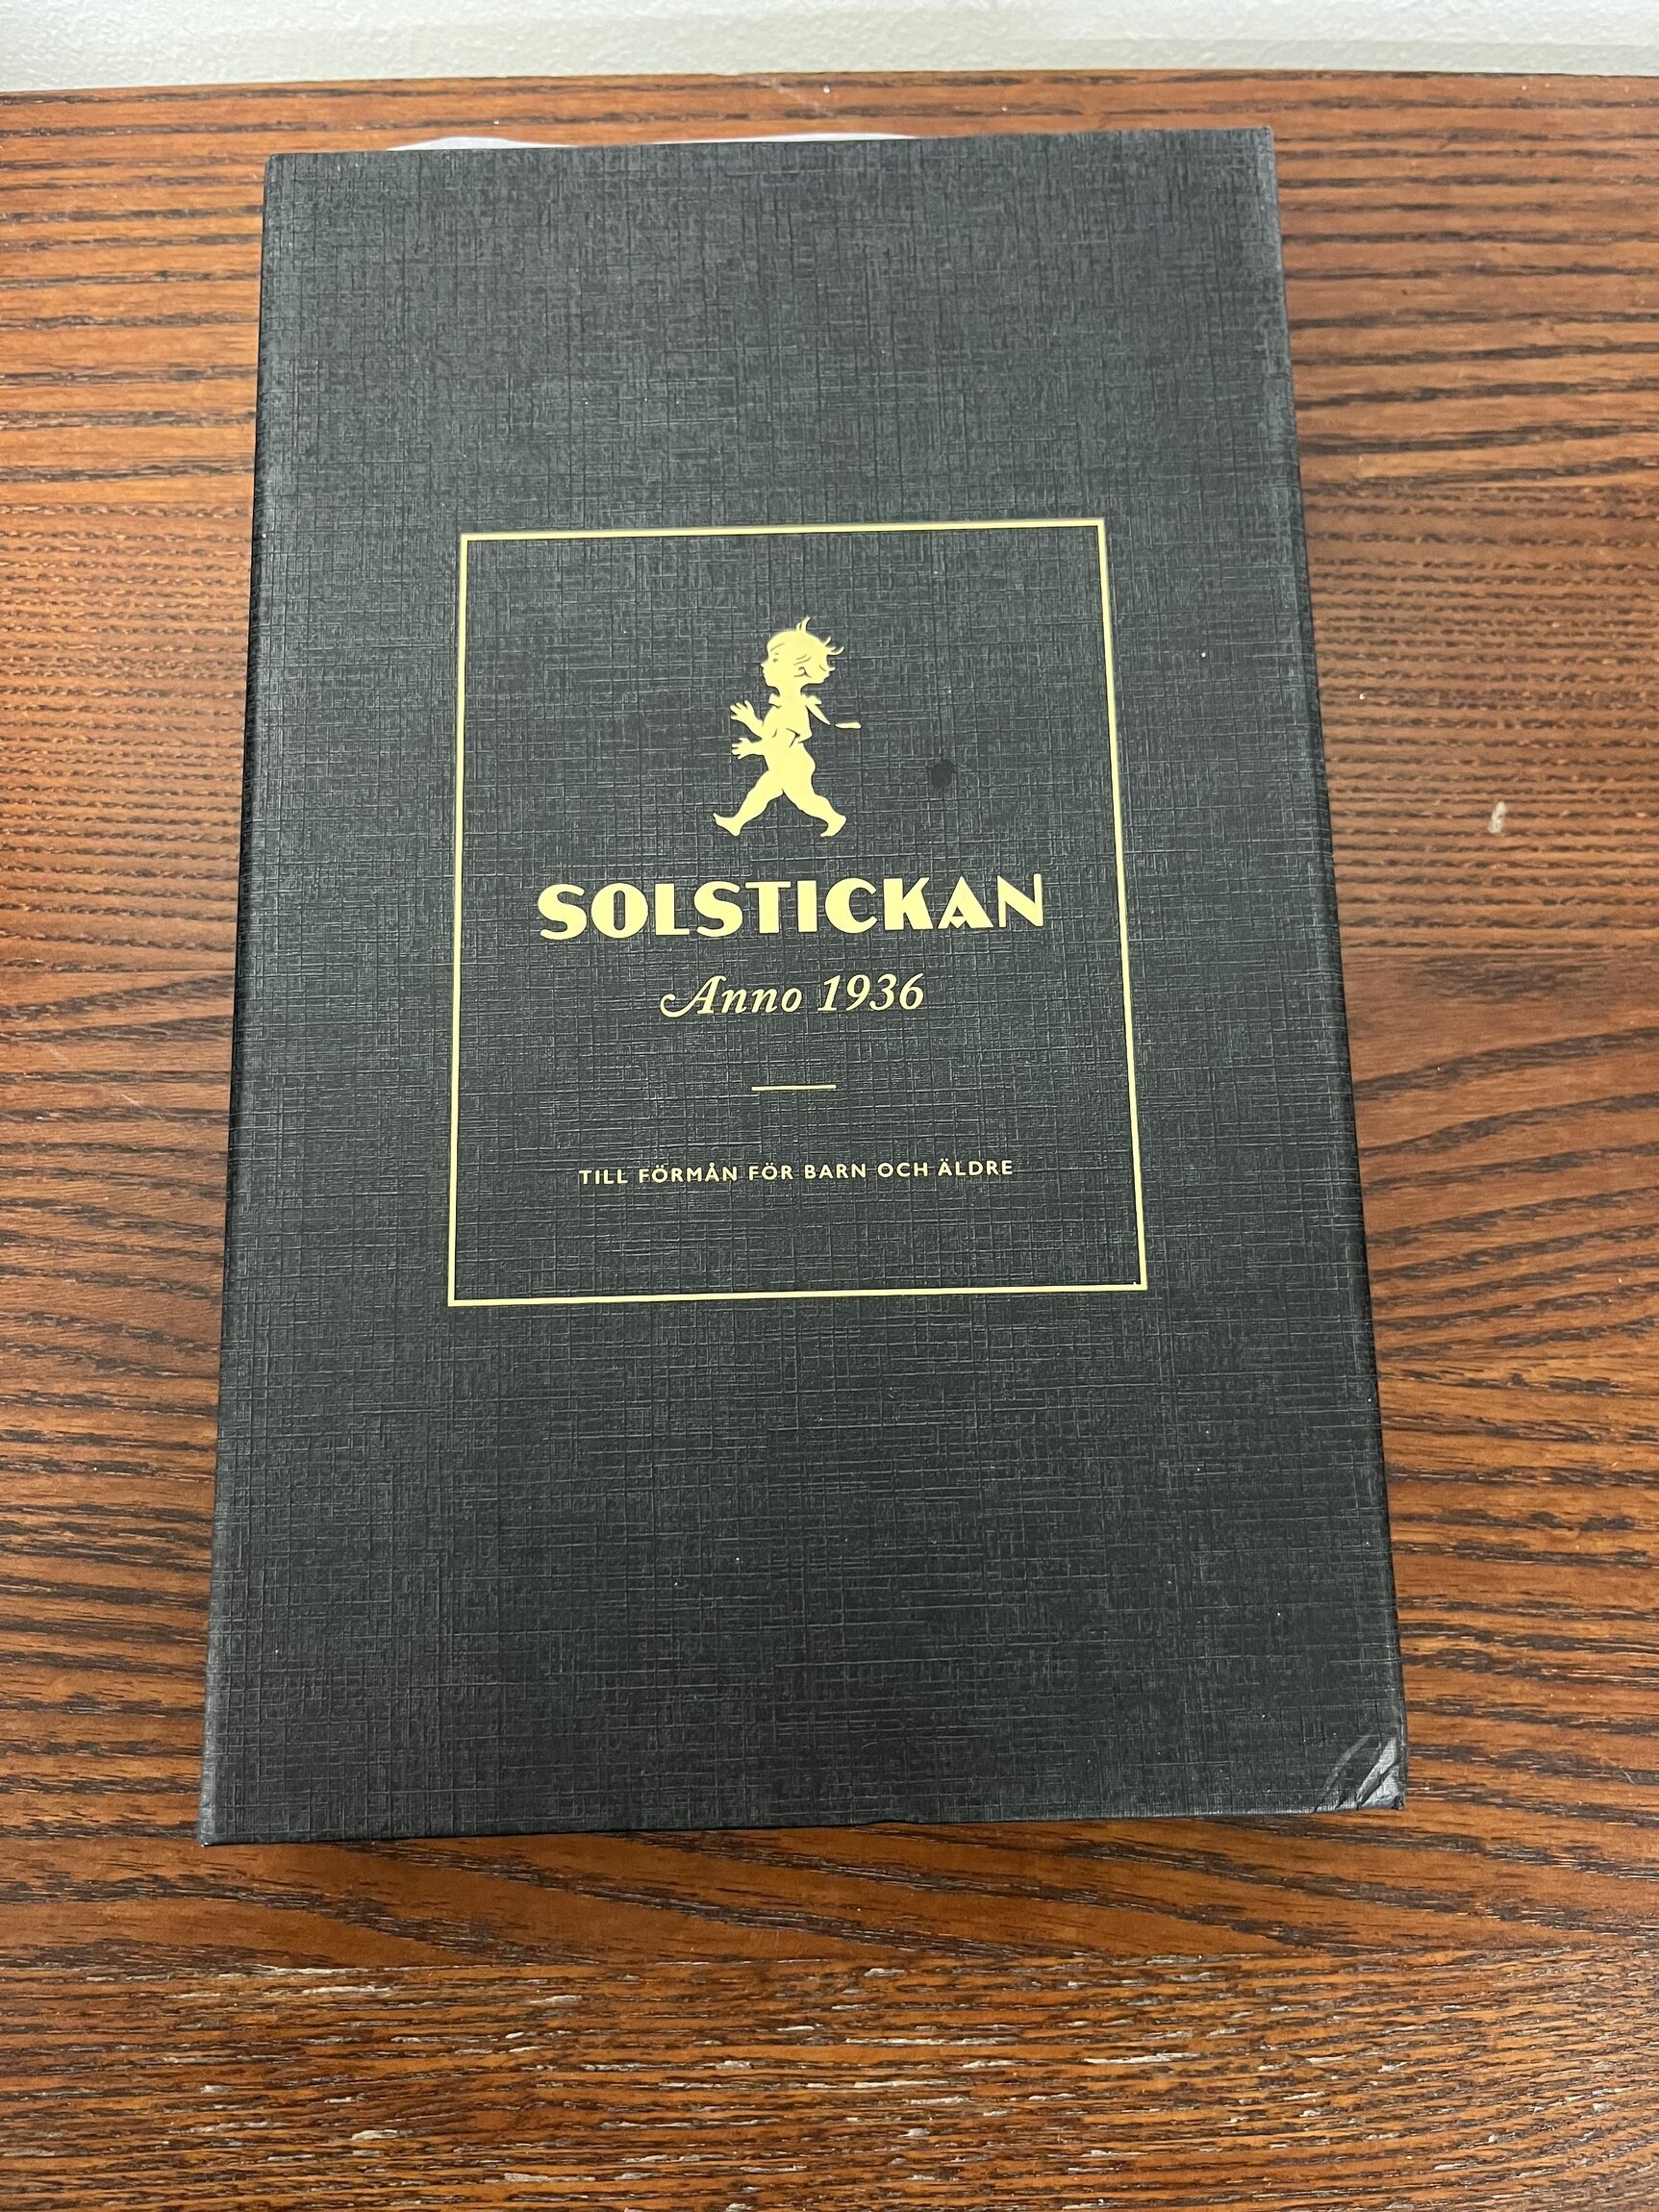 SOLSTICKAN
Anno 1936
TILL FÖRMÅN FÖR BARN OCH ÄLDRE